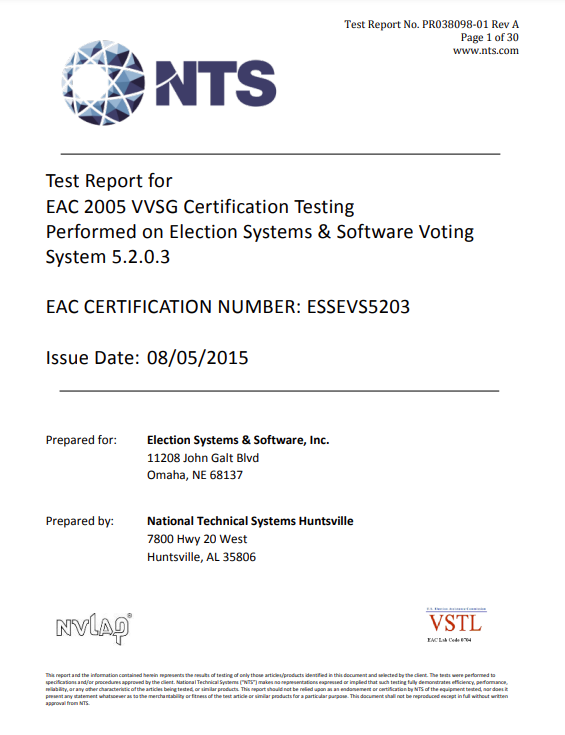 Test Report No. PR038098-01 Rev A
Page 1 of 30
www.nts.com
NTS
Test Report for
EAC 2005 VVSG Certification Testing
Performed on Election Systems & Software Voting
System 5.2.0.3
EAC CERTIFICATION NUMBER: ESSEVS5203
Issue Date: 08/05/2015
Prepared for: Election Systems & Software, Inc.
11208 John Galt Blvd
Omaha, NE 68137
Prepared by: National Technical Systems Huntsville
7800 Hwy 20 West
Huntsville, AL 35806
NVLAP®
U.S. Election Assistance Commission
VSTL
EAC Lab Code 0704
This report and the information contained herein represents the results of testing of only those articles/products identified in this document and selected by the client. The tests were performed to
specifications and/or procedures approved by the client. National Technical Systems ("NTS") makes no representations expressed or implied that such testing fully demonstrates efficiency, performance,
reliability, or any other characteristic of the articles being tested, or similar products. This report should not be relied upon as an endorsement or certification by NTS of the equipment tested, nor does it
present any statement whatsoever as to the merchantability or fitness of the test article or similar products for a particular purpose. This document shall not be reproduced except in full without written
approval from NTS.